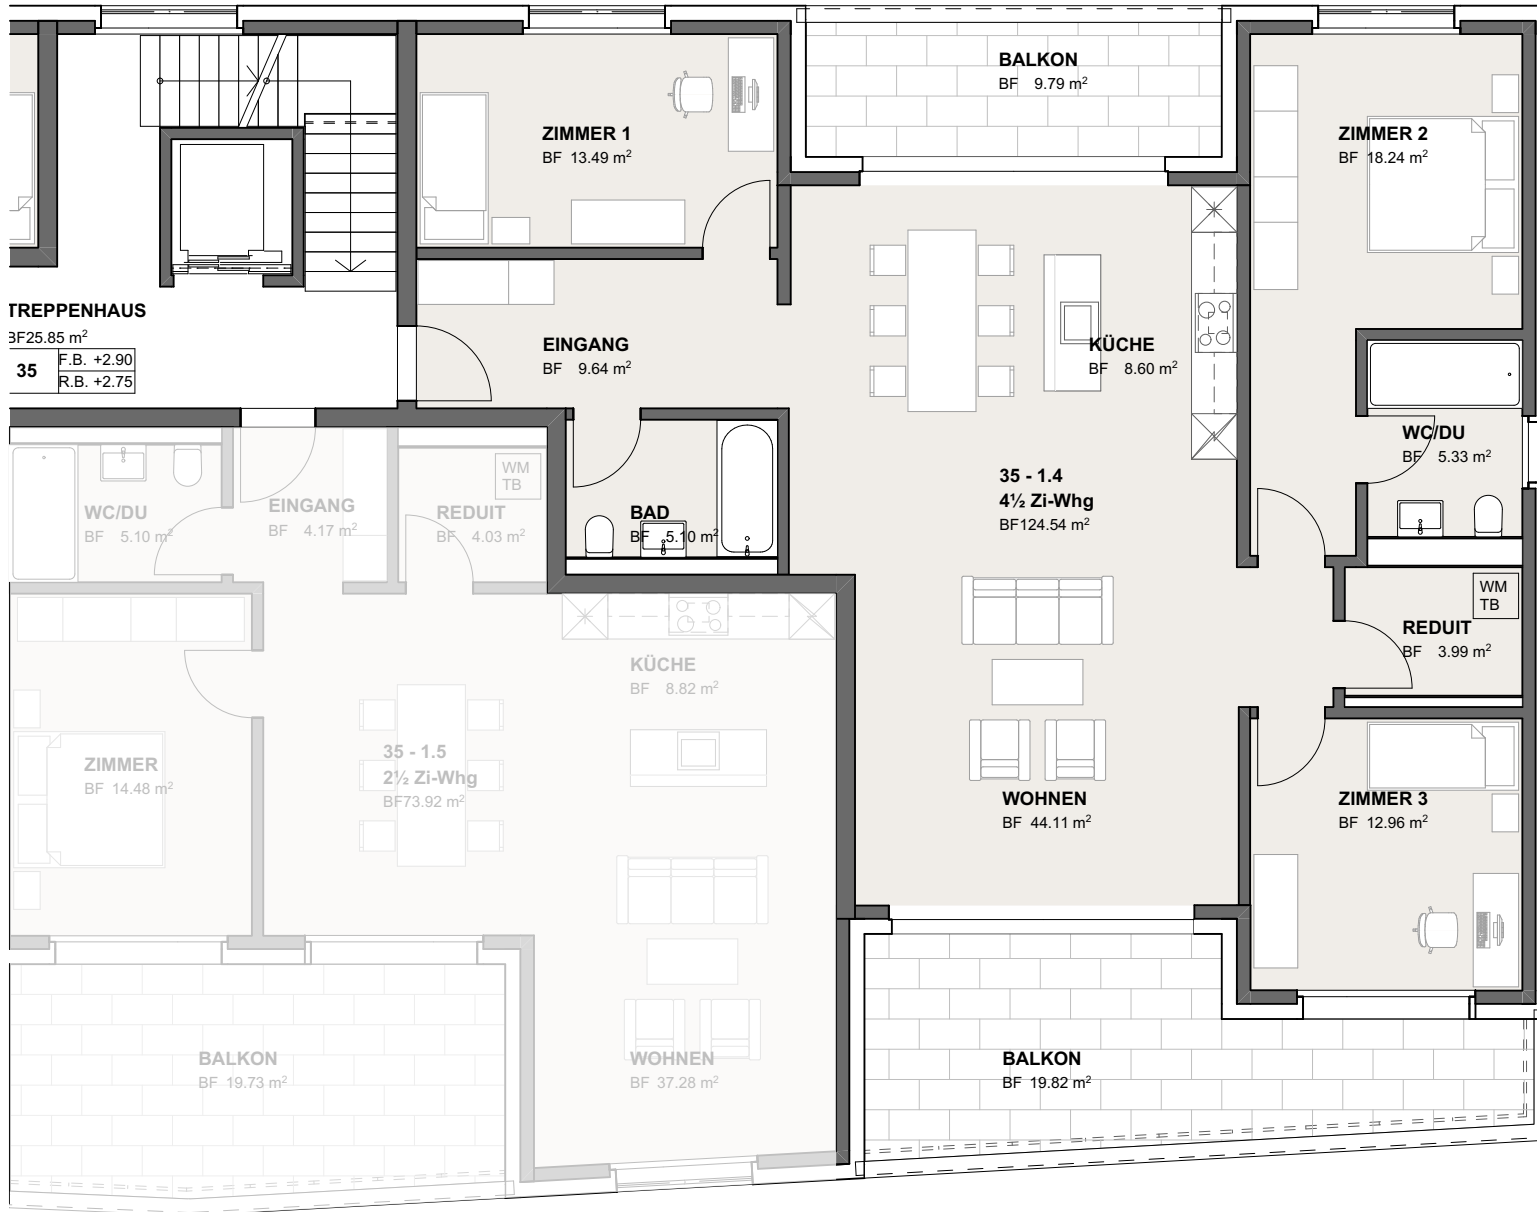 BALKON
BF 9.79 m²
ZIMMER 1
BF 13.49 m²
ZIMMER 2
BF 18.24 m²
TREPPENHAUS
BF25.85 m²
35
F.B. +2.90
R.B. +2.75
EINGANG
BF 9.64 m²
KÜCHE
BF 8.60 m²
WC/DU
BF 5.33 m²
35 - 1.4
4½ Zi-Whg
BF124.54 m²
WM
TB
WC/DU
BF 5.10 m²
EINGANG
BF 4.17 m²
REDUIT
BF 4.03 m²
BAD
BF 5.10 m²
WM
TB
REDUIT
BF 3.99 m²
KÜCHE
BF 8.82 m²
35 - 1.5
2½ Zi-Whg
BF73.92 m²
ZIMMER
BF 14.48 m²
WOHNEN
BF 44.11 m²
ZIMMER 3
BF 12.96 m²
BALKON
BF 19.73 m²
WOHNEN
BF 37.28 m²
BALKON
BF 19.82 m²